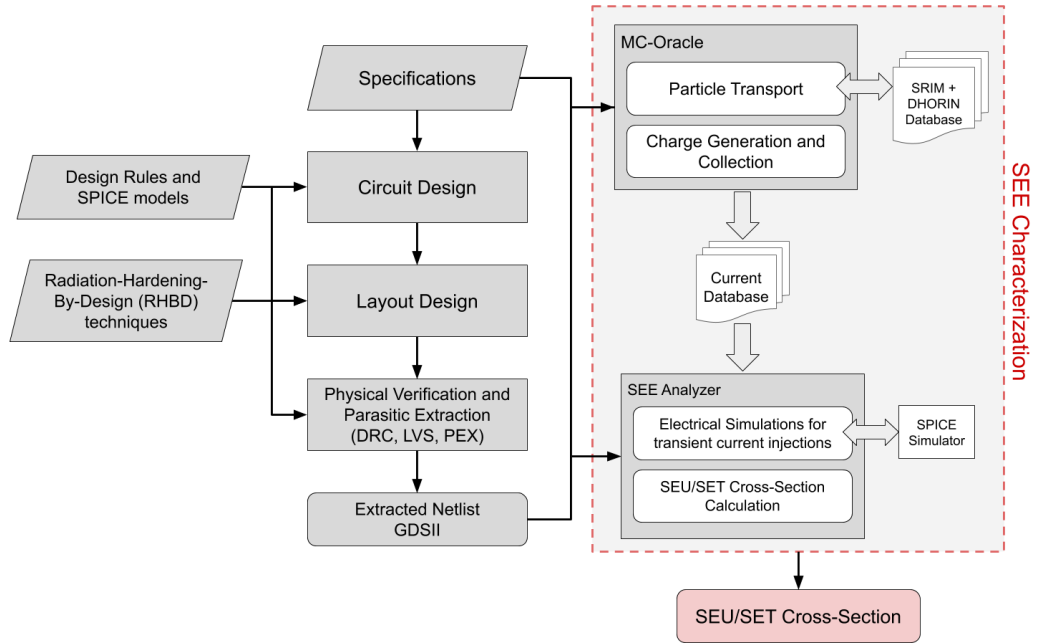 Specifications
Design Rules and
SPICE models
Circuit Design
Radiation-Hardening-
By-Design (RHBD)
techniques
Layout Design
Physical Verification and
Parasitic Extraction
(DRC, LVS, PEX)
Extracted Netlist
GDSII
MC-Oracle
Particle Transport
SRIM +
DHORIN
Database
Charge Generation and
Collection
Current
Database
SEE Analyzer
Electrical Simulations for
transient current injections
SPICE
Simulator
SEU/SET Cross-Section
Calculation
SEE Characterization
SEU/SET Cross-Section